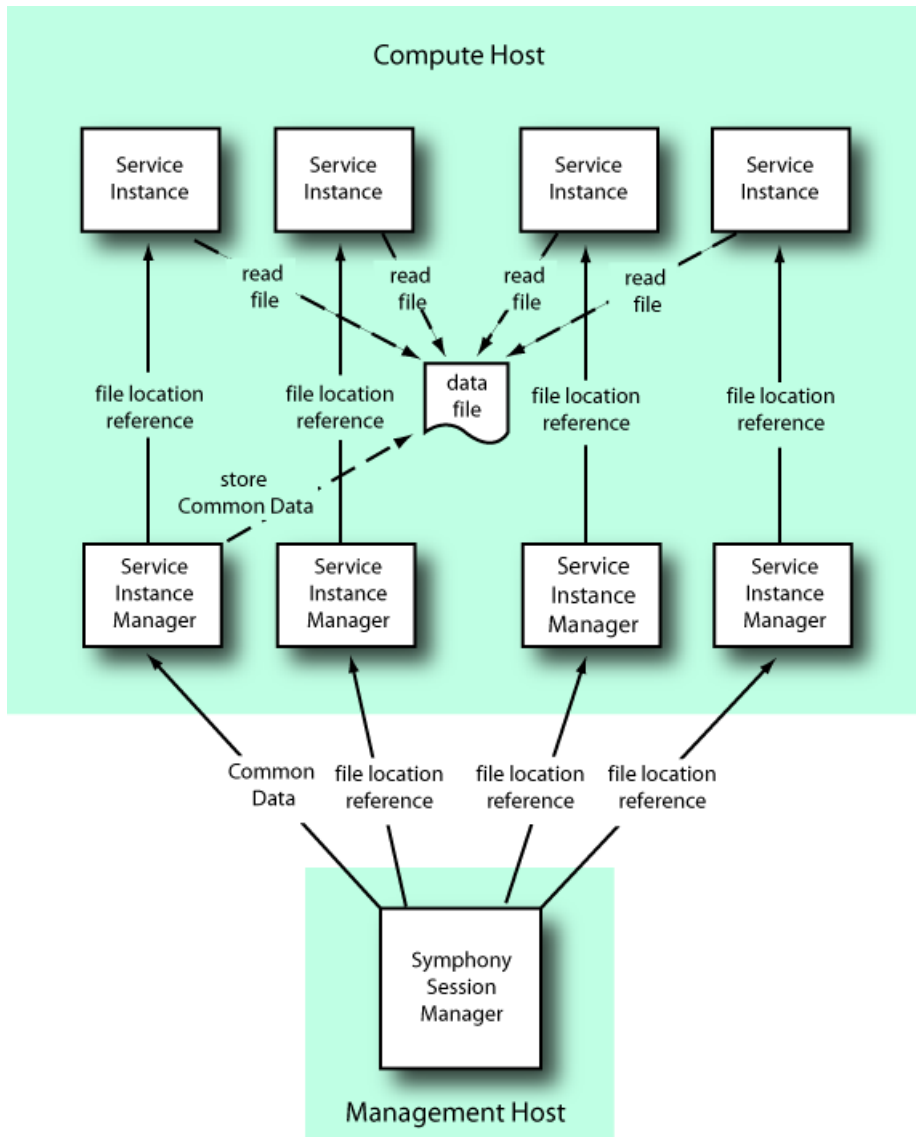 Compute Host
Service
Instance
Service
Instance
Service
Instance
Service
Instance
read
file
read
file
read
file
read
file
data
file
file location
reference
file location
reference
file location
reference
file location
reference
store
Common Data
Service
Instance
Manager
Service
Instance
Manager
Service
Instance
Manager
Service
Instance
Manager
Common
Data
file location
reference
file location
reference
file location
reference
Symphony
Session
Manager
Management Host